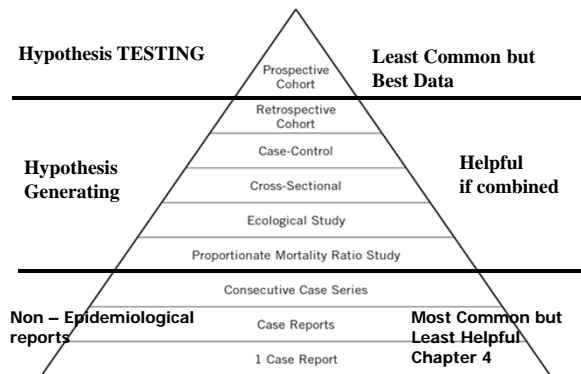 Hypothesis TESTING
Least Common but
Best Data
Prospective
Cohort
Retrospective
Cohort
Case-Control
Hypothesis
Generating
Helpful
if combined
Cross-Sectional
Ecological Study
Proportionate Mortality Ratio Study
Consecutive Case Series
Non – Epidemiological
reports
Case Reports
Most Common but
Least Helpful
Chapter 4
1 Case Report